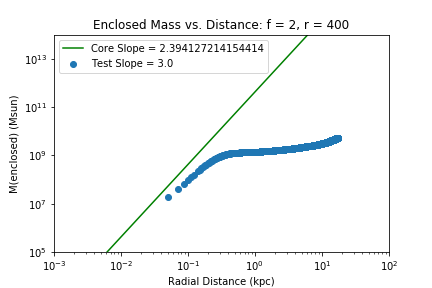 Enclosed Mass vs. Distance: f = 2, r = 400
Core Slope = 2.394127214154414
Test Slope = 3.0
10^13
10^11
10^9
10^7
10^5
M(enclosed) (Msun)
10^-3 10^-2 10^-1 10^0 10^1 10^2
Radial Distance (kpc)